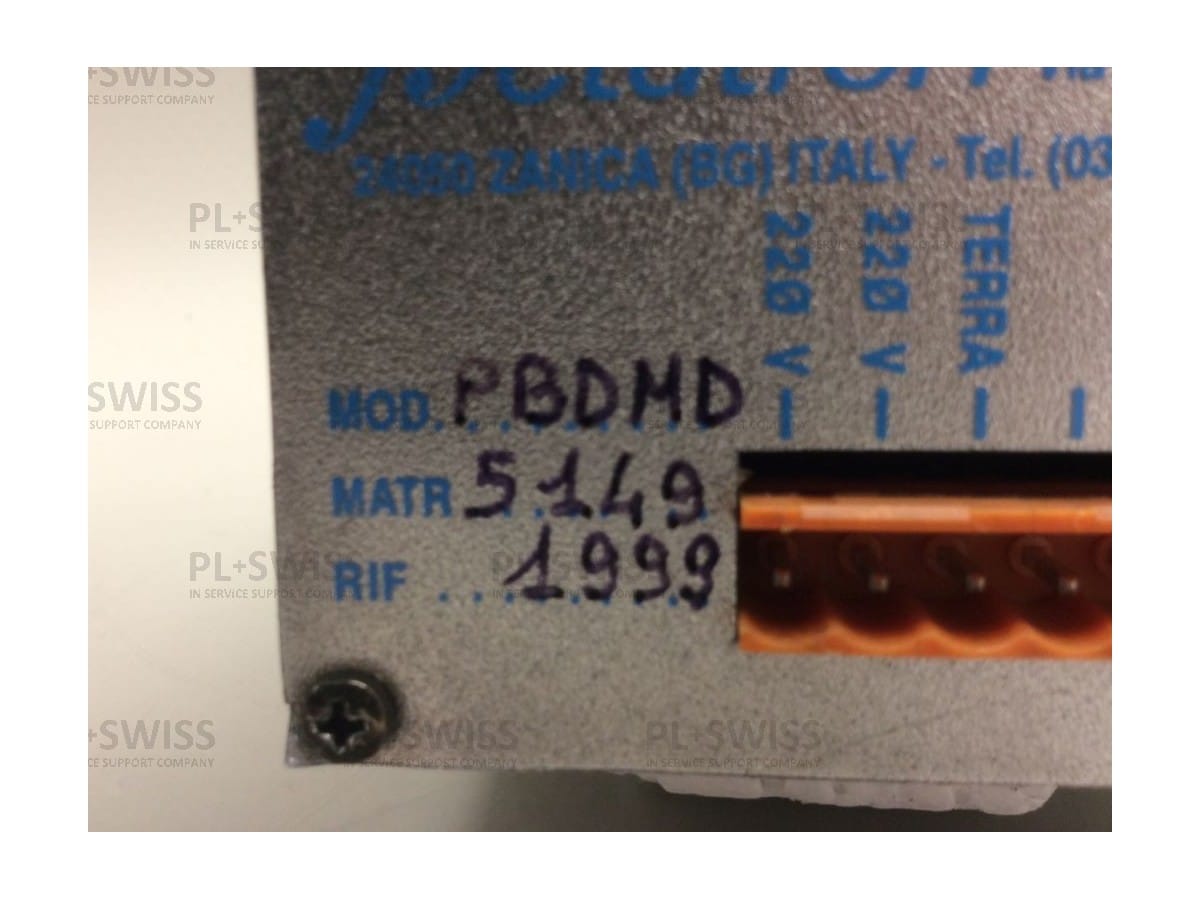 24050 ZANICA (BG) ITALY - Tel. (03
220 V
220 V
TERRA
MOD. PBDMD
MATR 5149
RIF 1999
PL+SWISS
IN SERVICE SUPPORT COMPANY